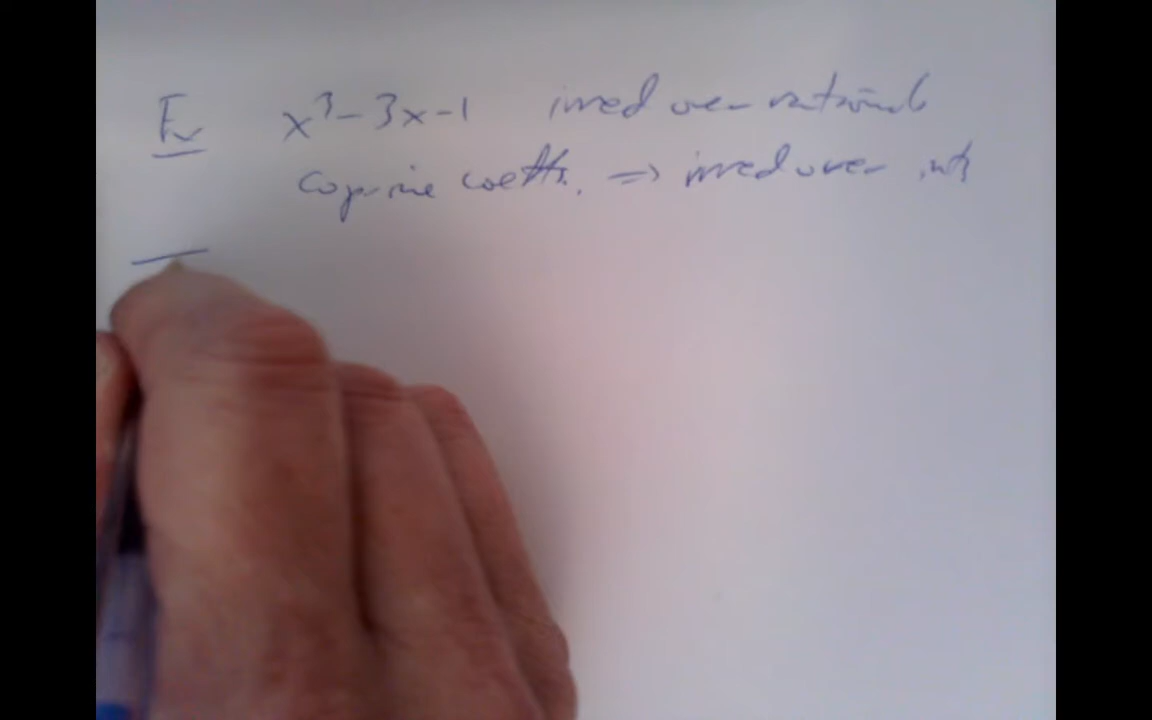 Ex x³-3x-1 irred over rationals
coprime coeffs. => irred over ints